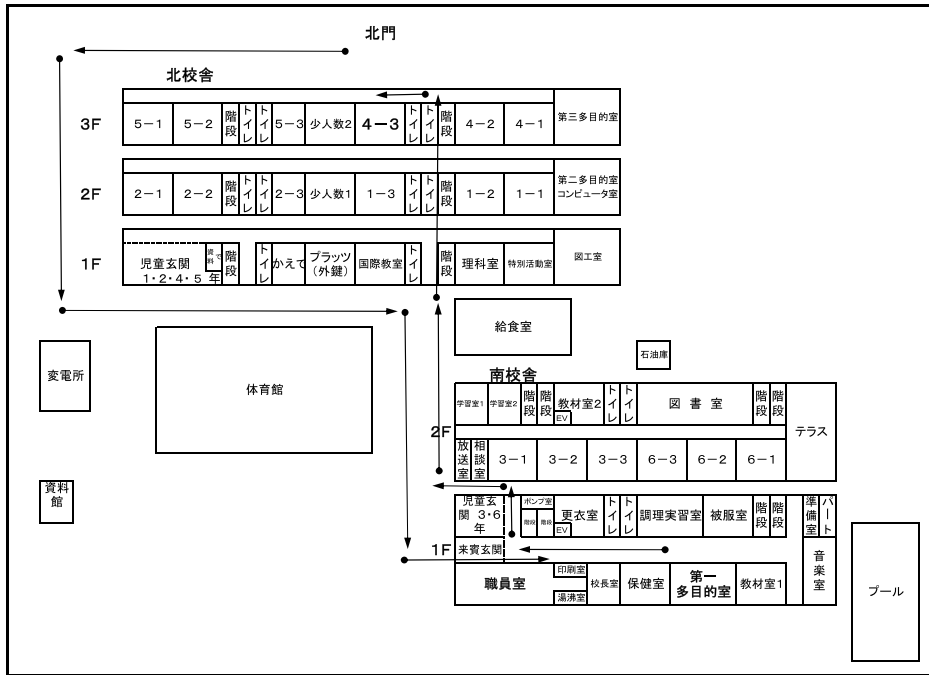 北門
北校舎
3F
5－1 5－2 階段 トイレ トイレ 5－3 少人数2 4－3 トイレ トイレ 階段 4－2 4－1 第三多目的室
2F
2－1 2－2 階段 トイレ トイレ 2－3 少人数1 1－3 トイレ トイレ 階段 1－2 1－1 第二多目的室
コンピュータ室
1F
児童玄関
1・2・4・5 年
階段 トイレ かえで プラッツ
(外鍵)
国際教室 トイレ 階段 理科室 特別活動室 図工室
資料
給食室
変電所
体育館
石油庫
資料
館
南校舎
2F
学習室1 学習室2 階段 階段 教材室2 トイレ トイレ 図 書 室 階段 階段 テラス
EV
放送室 相談室 3－1 3－2 3－3 6－3 6－2 6－1
1F
児童玄
関 3・6
年
ポンプ室
階段 階段 更衣室 トイレ トイレ 調理実習室 被服室 階段 階段 準備室 パート
EV
来賓玄関
音楽室
職員室 印刷室 校長室 保健室 第一
多目的室 教材室1
湯沸室
プール